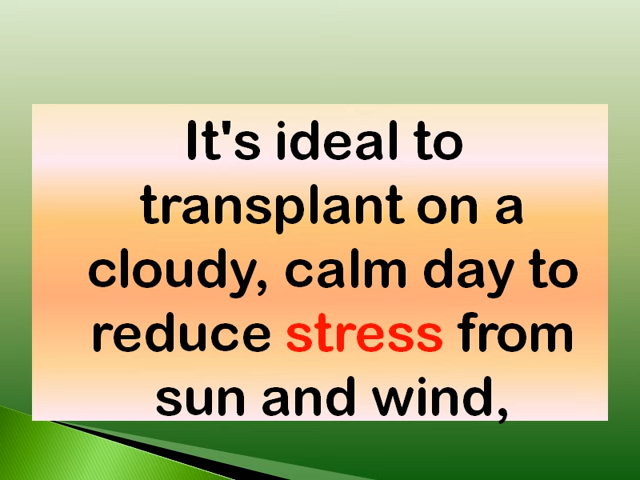 It's ideal to
transplant on a
cloudy, calm day to
reduce stress from
sun and wind,